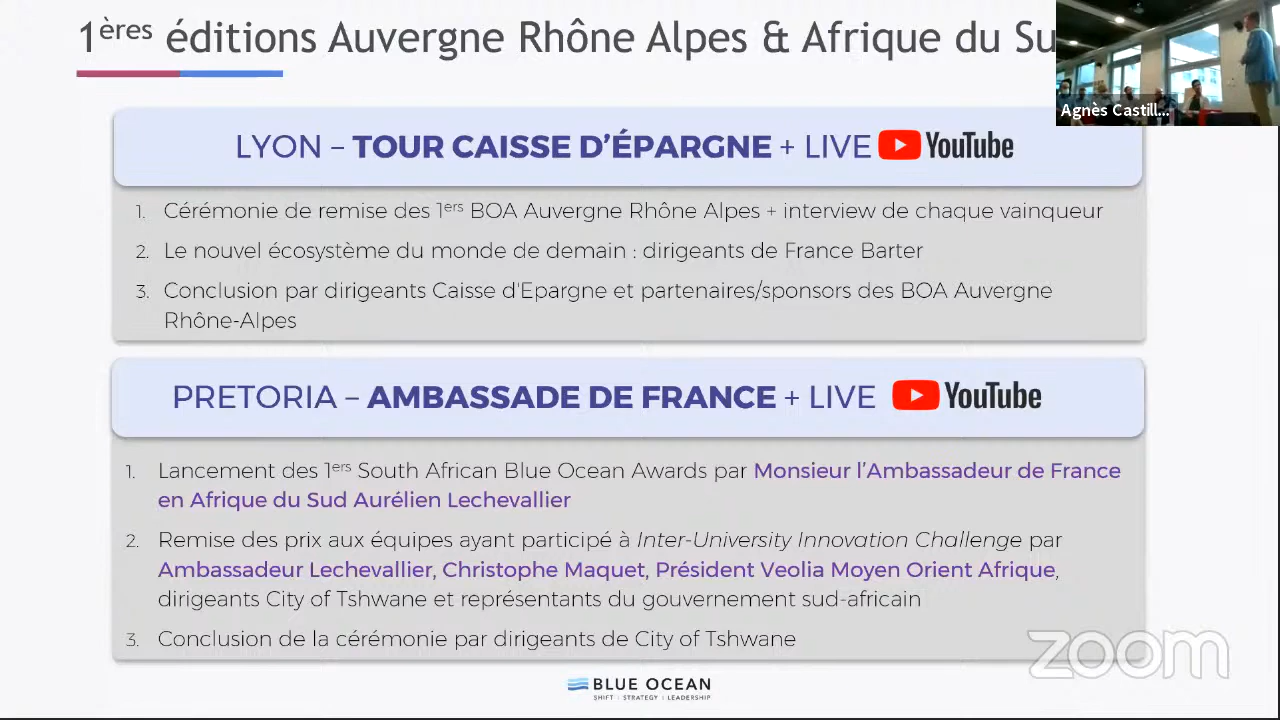 1ères éditions Auvergne Rhône Alpes & Afrique du Su
Agnès Castill...
LYON – TOUR CAISSE D'ÉPARGNE + LIVE YouTube
1. Cérémonie de remise des 1ers BOA Auvergne Rhône Alpes + interview de chaque vainqueur
2. Le nouvel écosystème du monde de demain : dirigeants de France Barter
3. Conclusion par dirigeants Caisse d'Epargne et partenaires/sponsors des BOA Auvergne
Rhône-Alpes
PRETORIA – AMBASSADE DE FRANCE + LIVE YouTube
1. Lancement des 1ers South African Blue Ocean Awards par Monsieur l'Ambassadeur de France
en Afrique du Sud Aurélien Lechevallier
2. Remise des prix aux équipes ayant participé à Inter-University Innovation Challenge par
Ambassadeur Lechevallier, Christophe Maquet, Président Veolia Moyen Orient Afrique,
dirigeants City of Tshwane et représentants du gouvernement sud-africain
3. Conclusion de la cérémonie par dirigeants de City of Tshwane
zoom
BLUE OCEAN
SHIFT | STRATEGY | LEADERSHIP